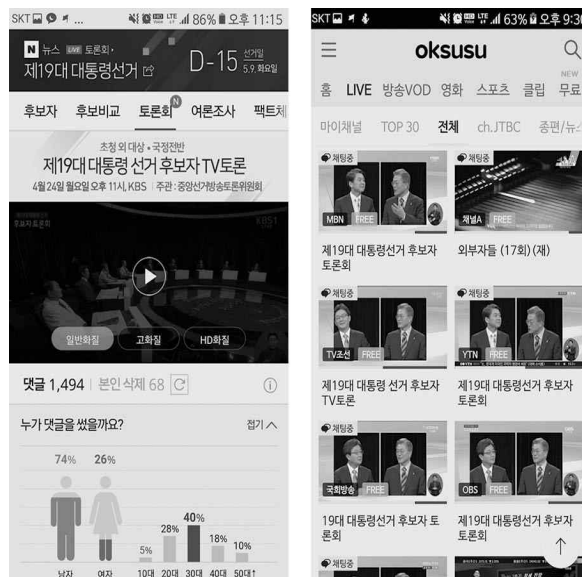 SKT ... LTE 86% 오후 11:15
N 뉴스 LIVE 토론회
제19대 대통령선거
D-15 선거일
5.9. 화요일
후보자 후보비교 토론회 N 여론조사 팩트체
초청 외 대상 • 국정전반
제19대 대통령 선거 후보자 TV토론
4월 24일 월요일 오후 11시, KBS | 주관 : 중앙선거방송토론위원회
후보자토론회
KBS1
일반화질 고화질 HD화질
댓글 1,494 | 본인삭제 68
누가 댓글을 썼을까요? 접기
74% 26%
5% 28% 40% 18% 10%
남자 여자 10대 20대 30대 40대 50대↑
SKT LTE 63% 오후 9:30
oksusu
NEW
홈 LIVE 방송VOD 영화 스포츠 클립 무료
마이채널 TOP 30 전체 ch.JTBC 종편/뉴스
채팅중
MBN FREE
제19대 대통령선거 후보자
토론회
채팅중
채널A FREE
외부자들 (17회) (재)
채팅중
TV조선 FREE
제19대 대통령 선거 후보자
TV토론
채팅중
YTN FREE
제19대 대통령선거 후보자
토론회
채팅중
국회방송 FREE
19대 대통령선거 후보자 토
론회
OBS FREE
제19대 대통령선거 후보자
토론회
채팅중